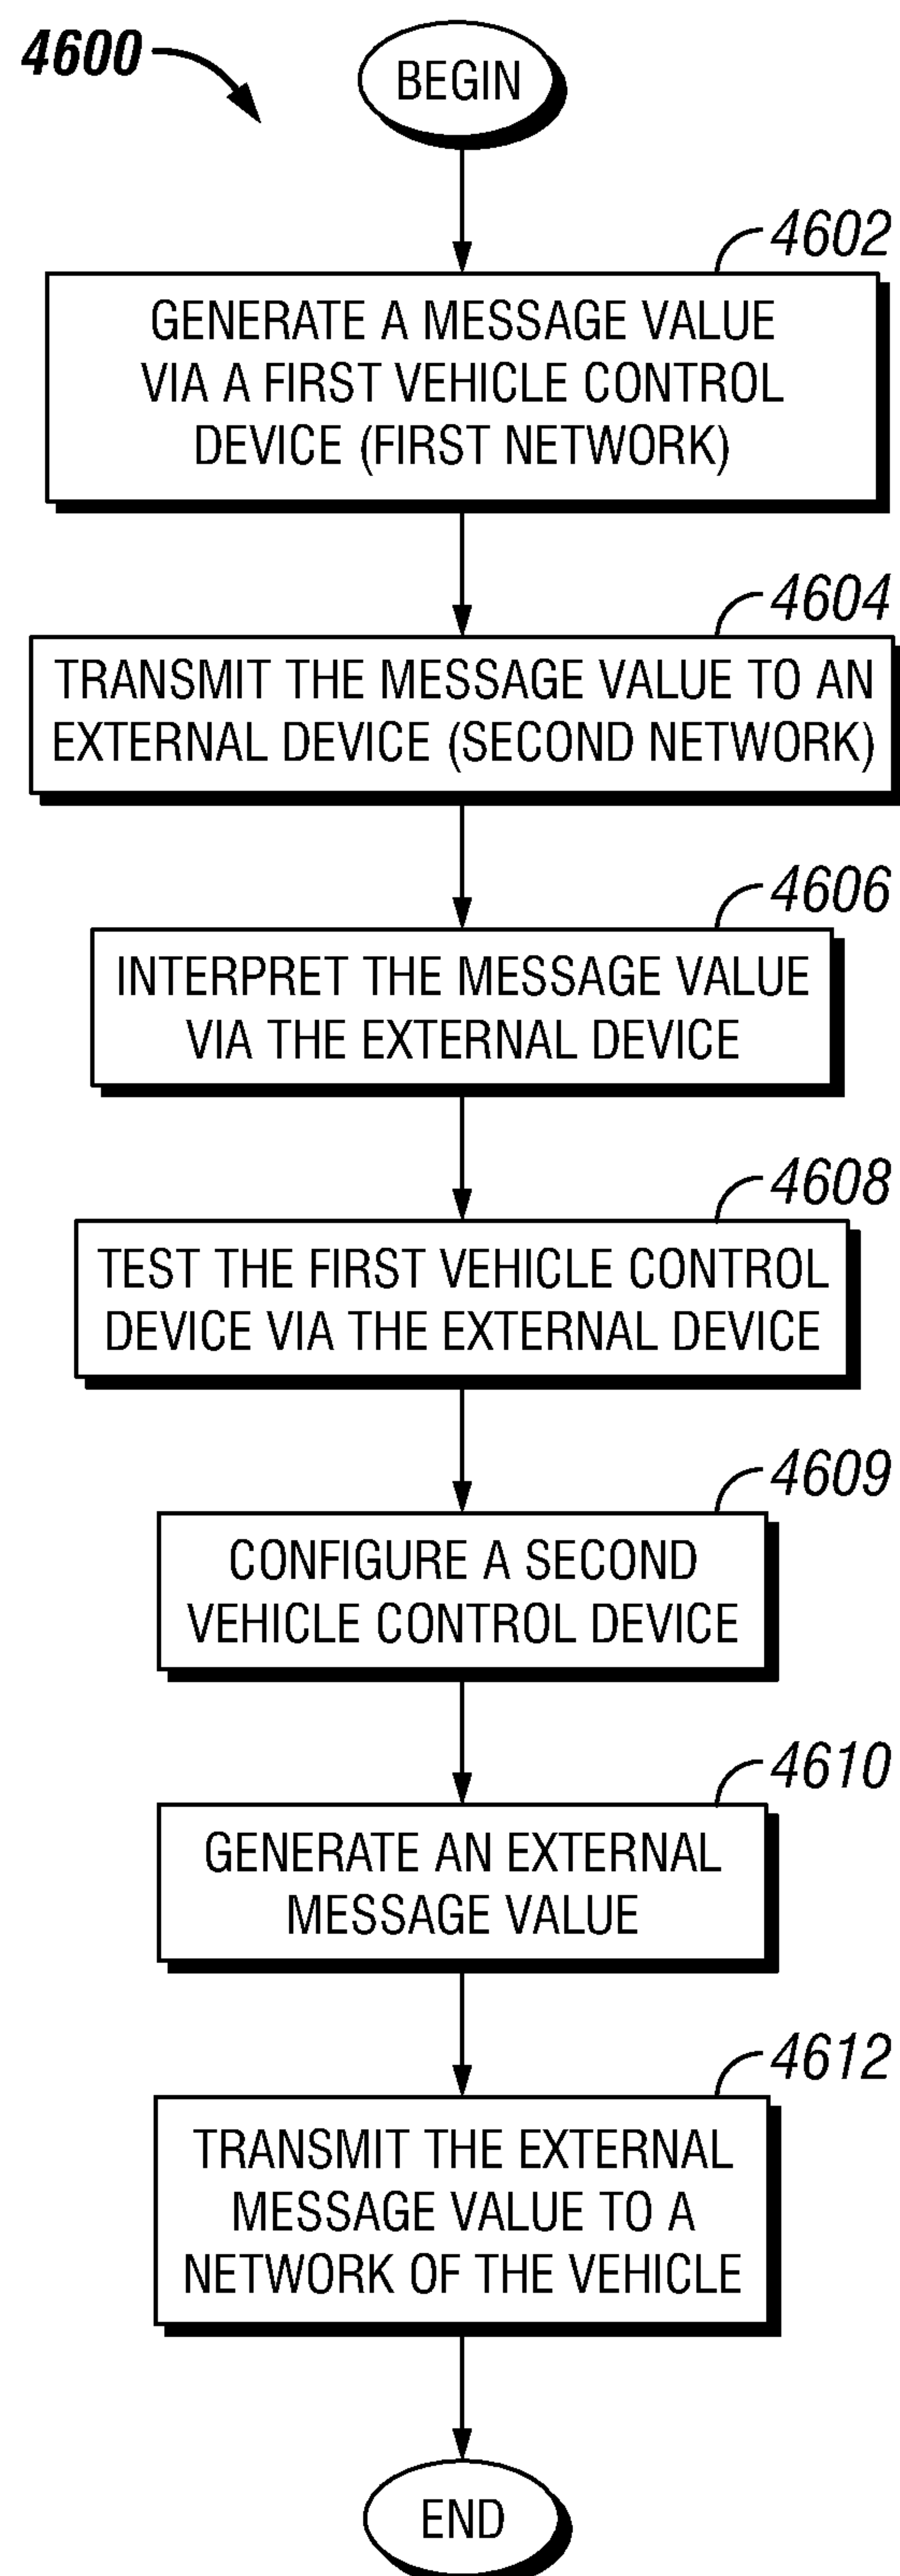 4600
BEGIN
4602
GENERATE A MESSAGE VALUE
VIA A FIRST VEHICLE CONTROL
DEVICE (FIRST NETWORK)
4604
TRANSMIT THE MESSAGE VALUE TO AN
EXTERNAL DEVICE (SECOND NETWORK)
4606
INTERPRET THE MESSAGE VALUE
VIA THE EXTERNAL DEVICE
4608
TEST THE FIRST VEHICLE CONTROL
DEVICE VIA THE EXTERNAL DEVICE
4609
CONFIGURE A SECOND
VEHICLE CONTROL DEVICE
4610
GENERATE AN EXTERNAL
MESSAGE VALUE
4612
TRANSMIT THE EXTERNAL
MESSAGE VALUE TO A
NETWORK OF THE VEHICLE
END